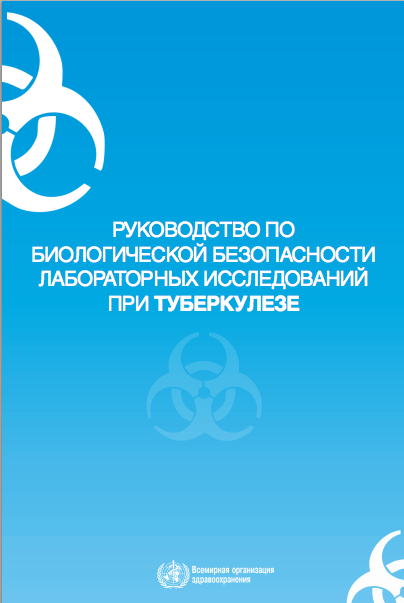 РУКОВОДСТВО ПО
БИОЛОГИЧЕСКОЙ БЕЗОПАСНОСТИ
ЛАБОРАТОРНЫХ ИССЛЕДОВАНИЙ
ПРИ ТУБЕРКУЛЕЗЕ
Всемирная организация
здравоохранения